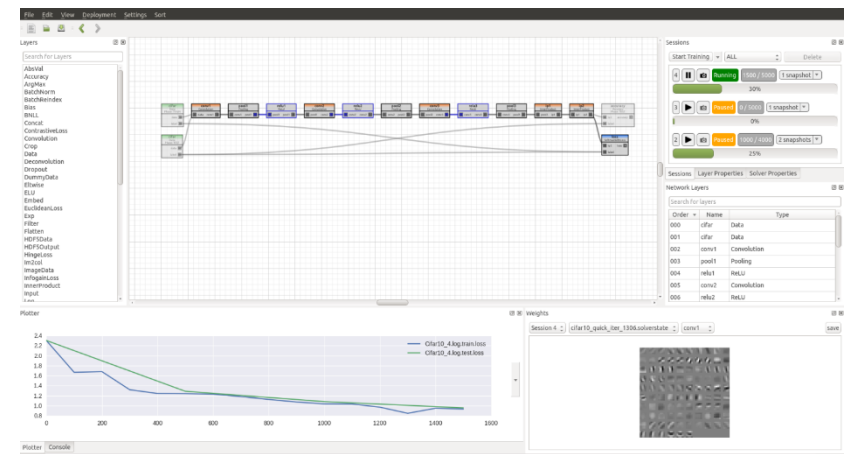 File Edit View Deployment Settings Sort
Layers
Search for Layers
AbsVal
Accuracy
ArgMax
BatchNorm
BatchReindex
Bias
BNLL
Concat
ContrastiveLoss
Convolution
Crop
Data
Deconvolution
Dropout
DummyData
Eltwise
ELU
Embed
EuclideanLoss
Exp
Filter
Flatten
HDF5Data
HDF5Output
HingeLoss
Im2col
ImageData
InfogainLoss
InnerProduct
Input
Sessions
Start Training ALL Delete
4 Running 1500 / 5000 1 snapshot
30%
3 Paused 0 / 5000 1 snapshot
0%
2 Paused 1000 / 4000 2 snapshots
25%
Sessions Layer Properties Solver Properties
Network Layers
Search for layers
Order Name Type
000 cifar Data
001 cifar Data
002 conv1 Convolution
003 pool1 Pooling
004 relu1 ReLU
005 conv2 Convolution
006 relu2 ReLU
Plotter
2.4
2.2
2.0
1.8
1.6
1.4
1.2
1.0
0.8
0 200 400 600 800 1000 1200 1400 1600
Cifar10_4.log.train.loss
Cifar10_4.log.test.loss
Plotter Console
Weights
Session 4 cifar10_quick_iter_1306.solverstate conv1 save